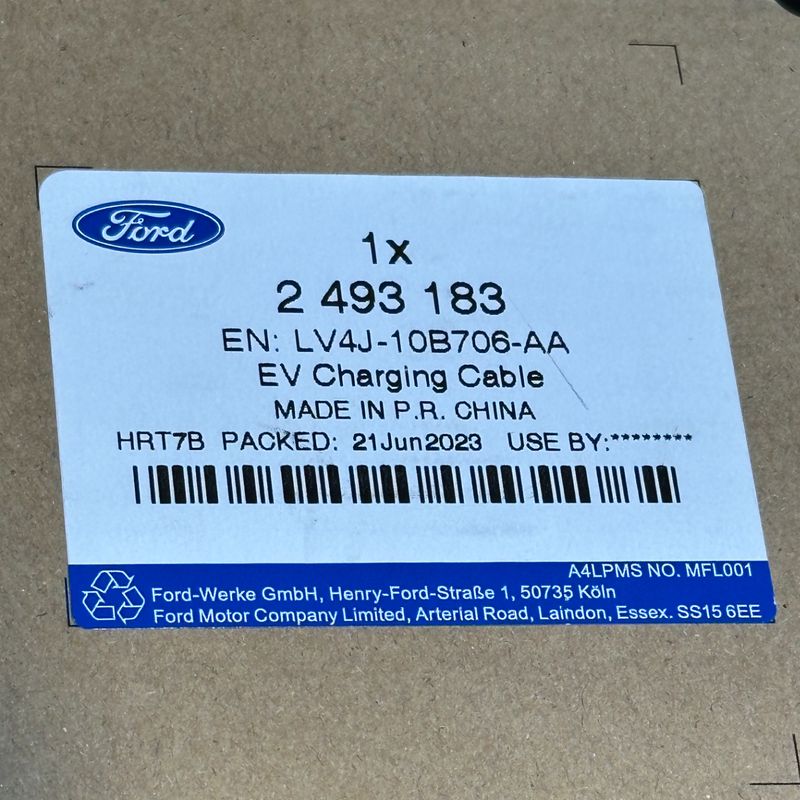 Ford
1x
2 493 183
EN: LV4J-10B706-AA
EV Charging Cable
MADE IN P.R. CHINA
HRT7B PACKED: 21Jun2023 USE BY:********
A4LPMS NO. MFL001
Ford-Werke GmbH, Henry-Ford-Straße 1, 50735 Köln
Ford Motor Company Limited, Arterial Road, Laindon, Essex. SS15 6EE